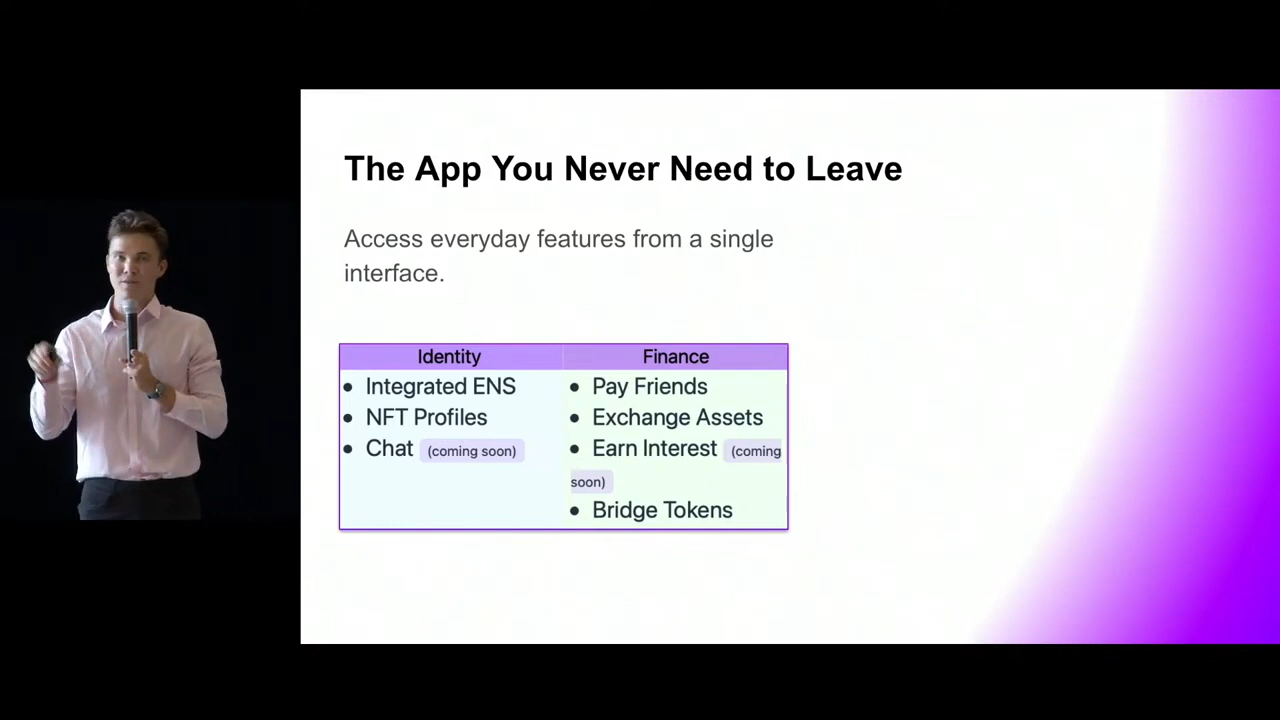 The App You Never Need to Leave
Access everyday features from a single
interface.
Identity
Integrated ENS
NFT Profiles
Chat (coming soon)
Finance
Pay Friends
Exchange Assets
Earn Interest (coming
soon)
Bridge Tokens